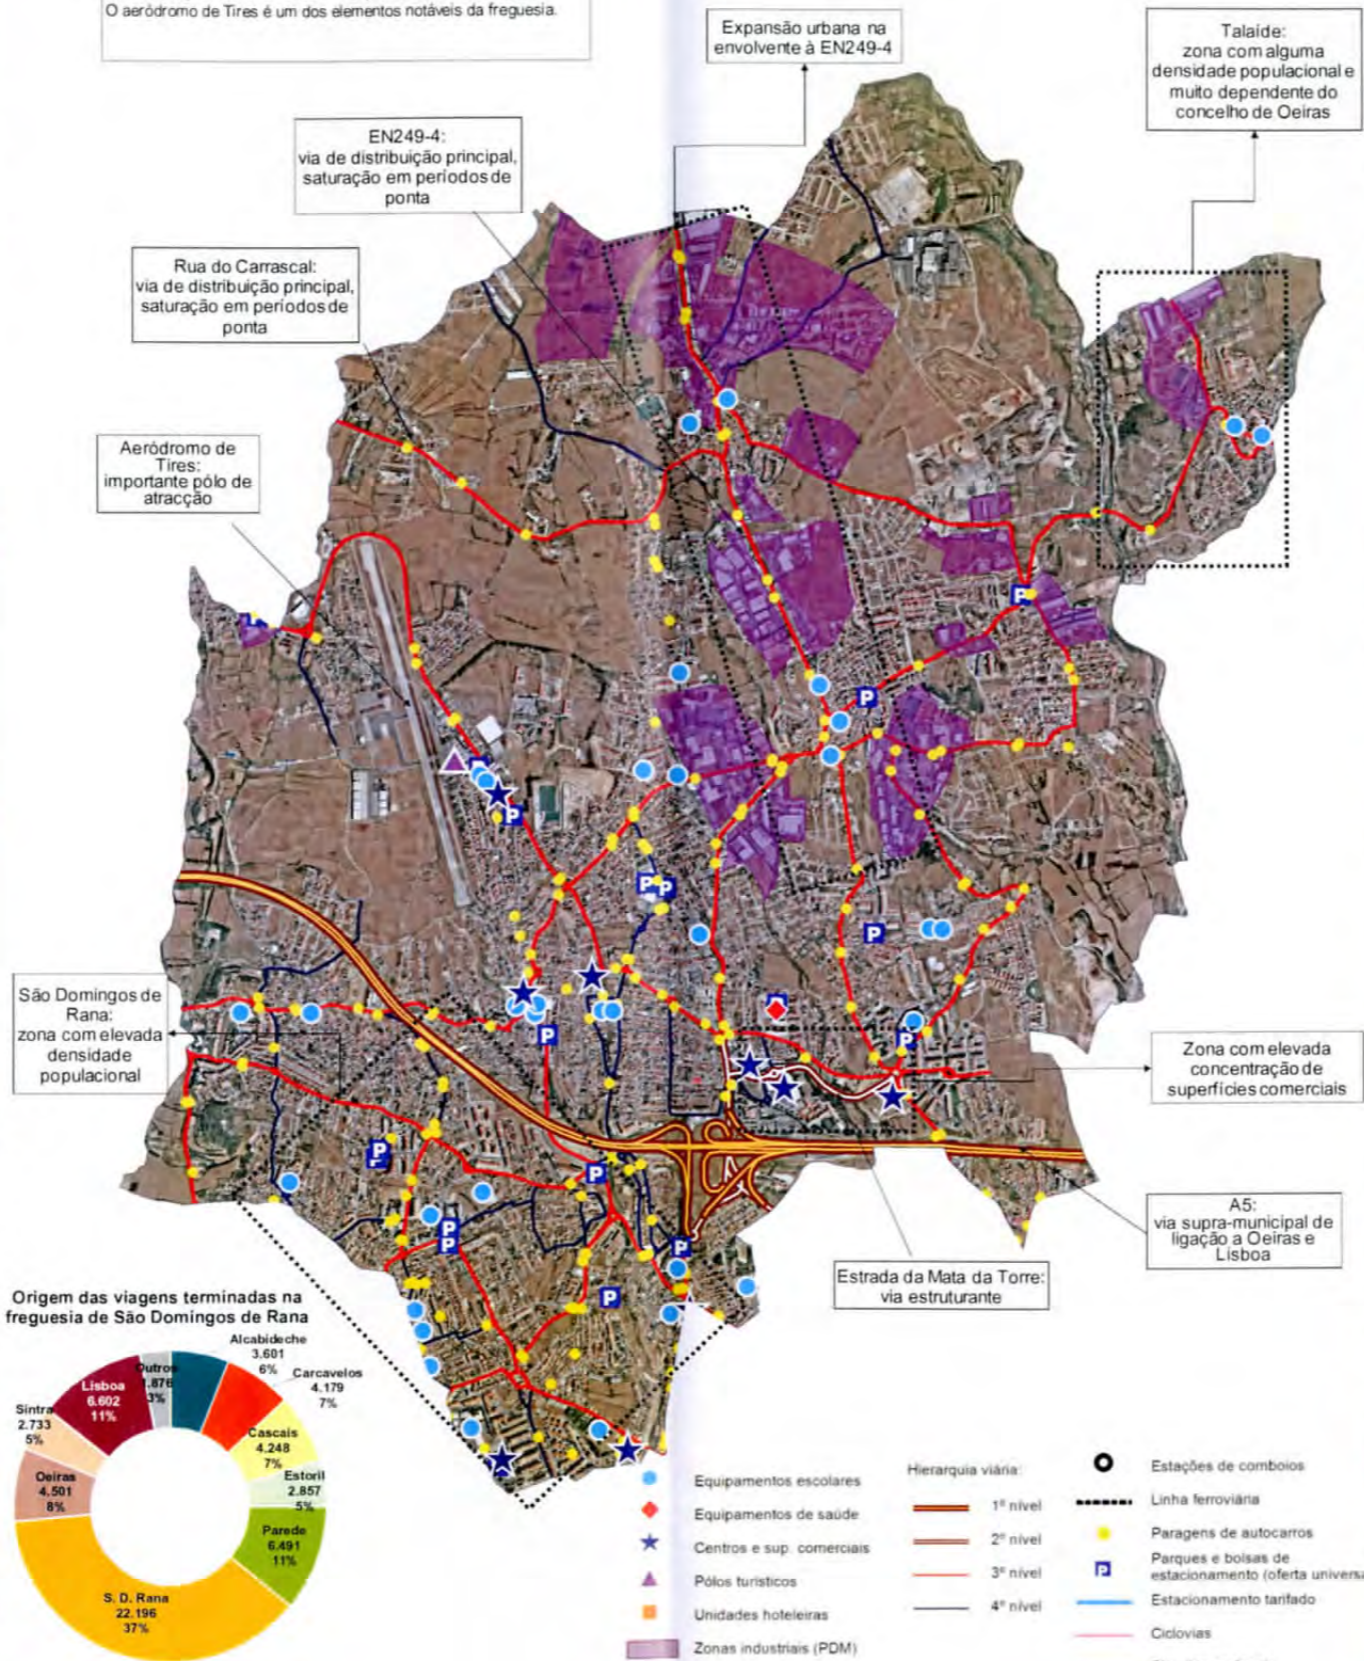 O aeródromo de Tires é um dos elementos notáveis da freguesia.
Expansão urbana na
envolvente à EN249-4
Talaíde:
zona com alguma
densidade populacional e
muito dependente do
concelho de Oeiras
EN249-4:
via de distribuição principal,
saturação em períodos de
ponta
Rua do Carrascal:
via de distribuição principal,
saturação em períodos de
ponta
Aeródromo de
Tires:
importante pólo de
atracção
São Domingos de
Rana:
zona com elevada
densidade
populacional
Zona com elevada
concentração de
superfícies comerciais
A5:
via supra-municipal de
ligação a Oeiras e
Lisboa
Estrada da Mata da Torre:
via estruturante
Origem das viagens terminadas na
freguesia de São Domingos de Rana
Alcabideche
3.601
6%
Carcavelos
4.179
7%
Cascais
4.248
7%
Estoril
2.857
5%
Parede
6.491
11%
S. D. Rana
22.196
37%
Oeiras
4.501
8%
Sintra
2.733
5%
Lisboa
6.602
11%
Outros
1.876
3%
Equipamentos escolares
Equipamentos de saúde
Centros e sup. comerciais
Pólos turísticos
Unidades hoteleiras
Zonas industriais (PDM)
Hierarquia viária:
1º nível
2º nível
3º nível
4º nível
Estações de comboios
Linha ferroviária
Paragens de autocarros
P Parques e bolsas de
estacionamento (oferta universa
Estacionamento tarifado
Ciclovias